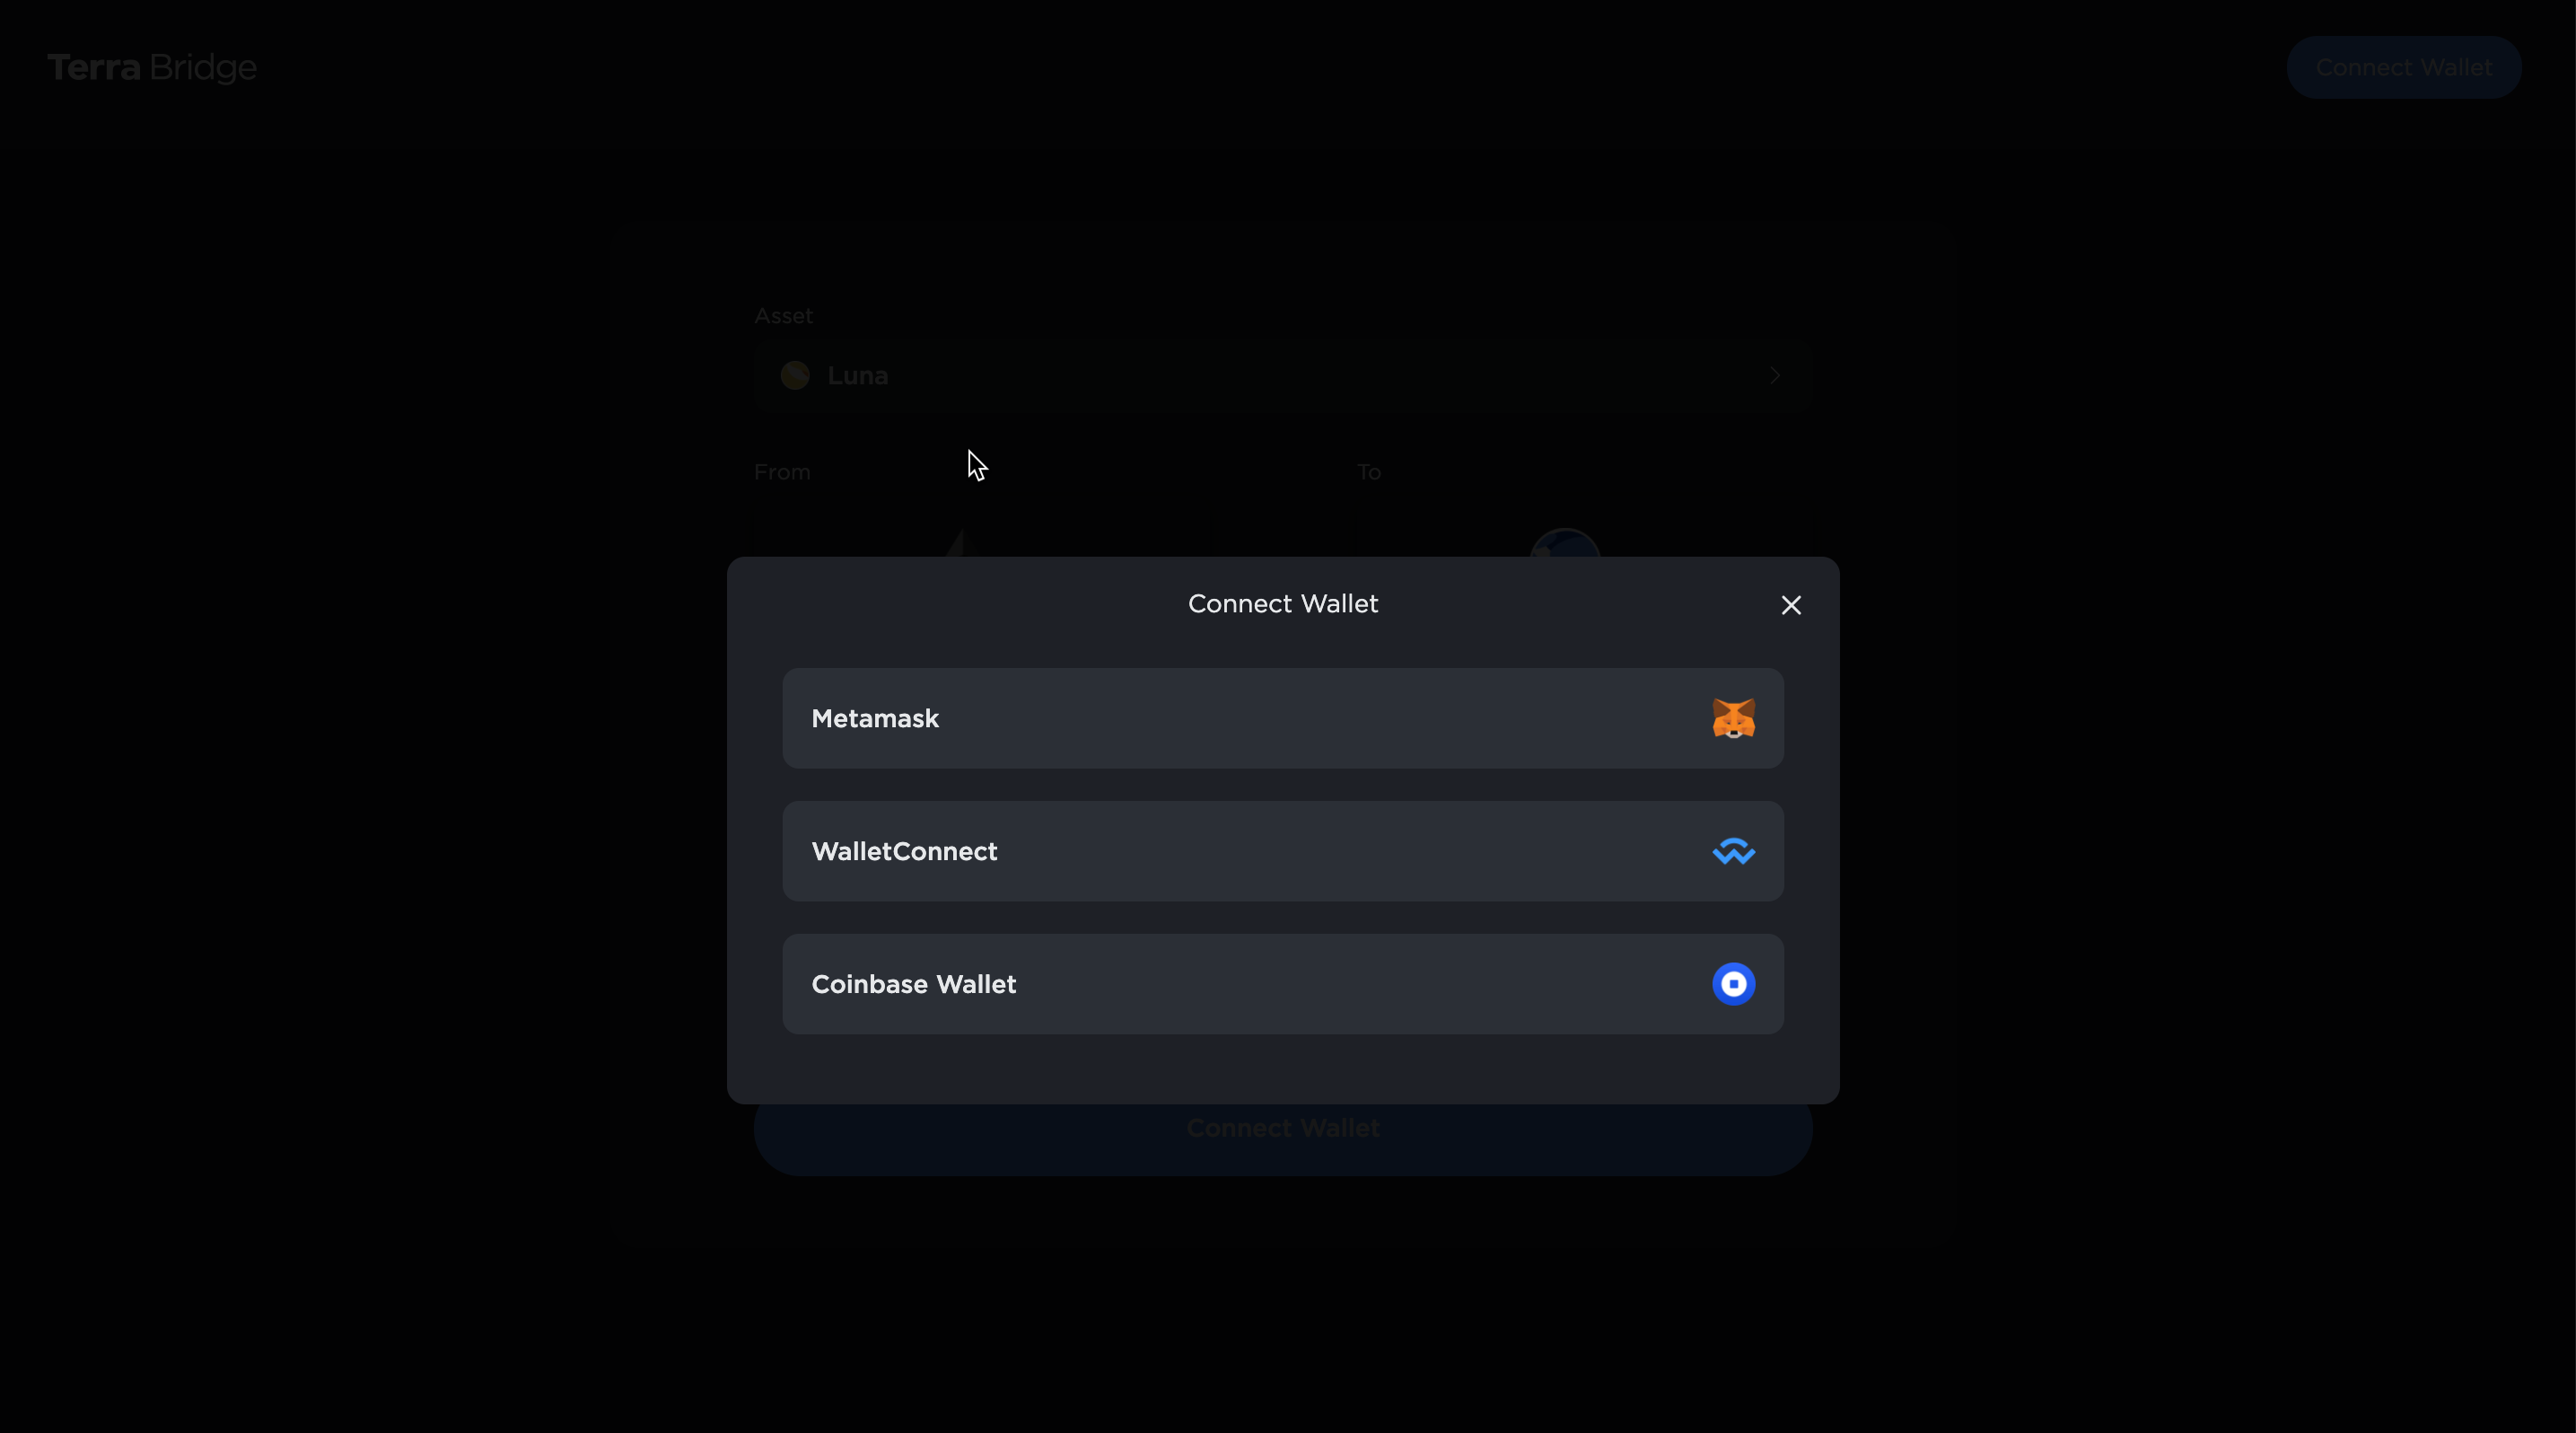 Terra Bridge
Connect Wallet
Asset
Luna
From
To
Connect Wallet
Metamask
WalletConnect
Coinbase Wallet
Connect Wallet